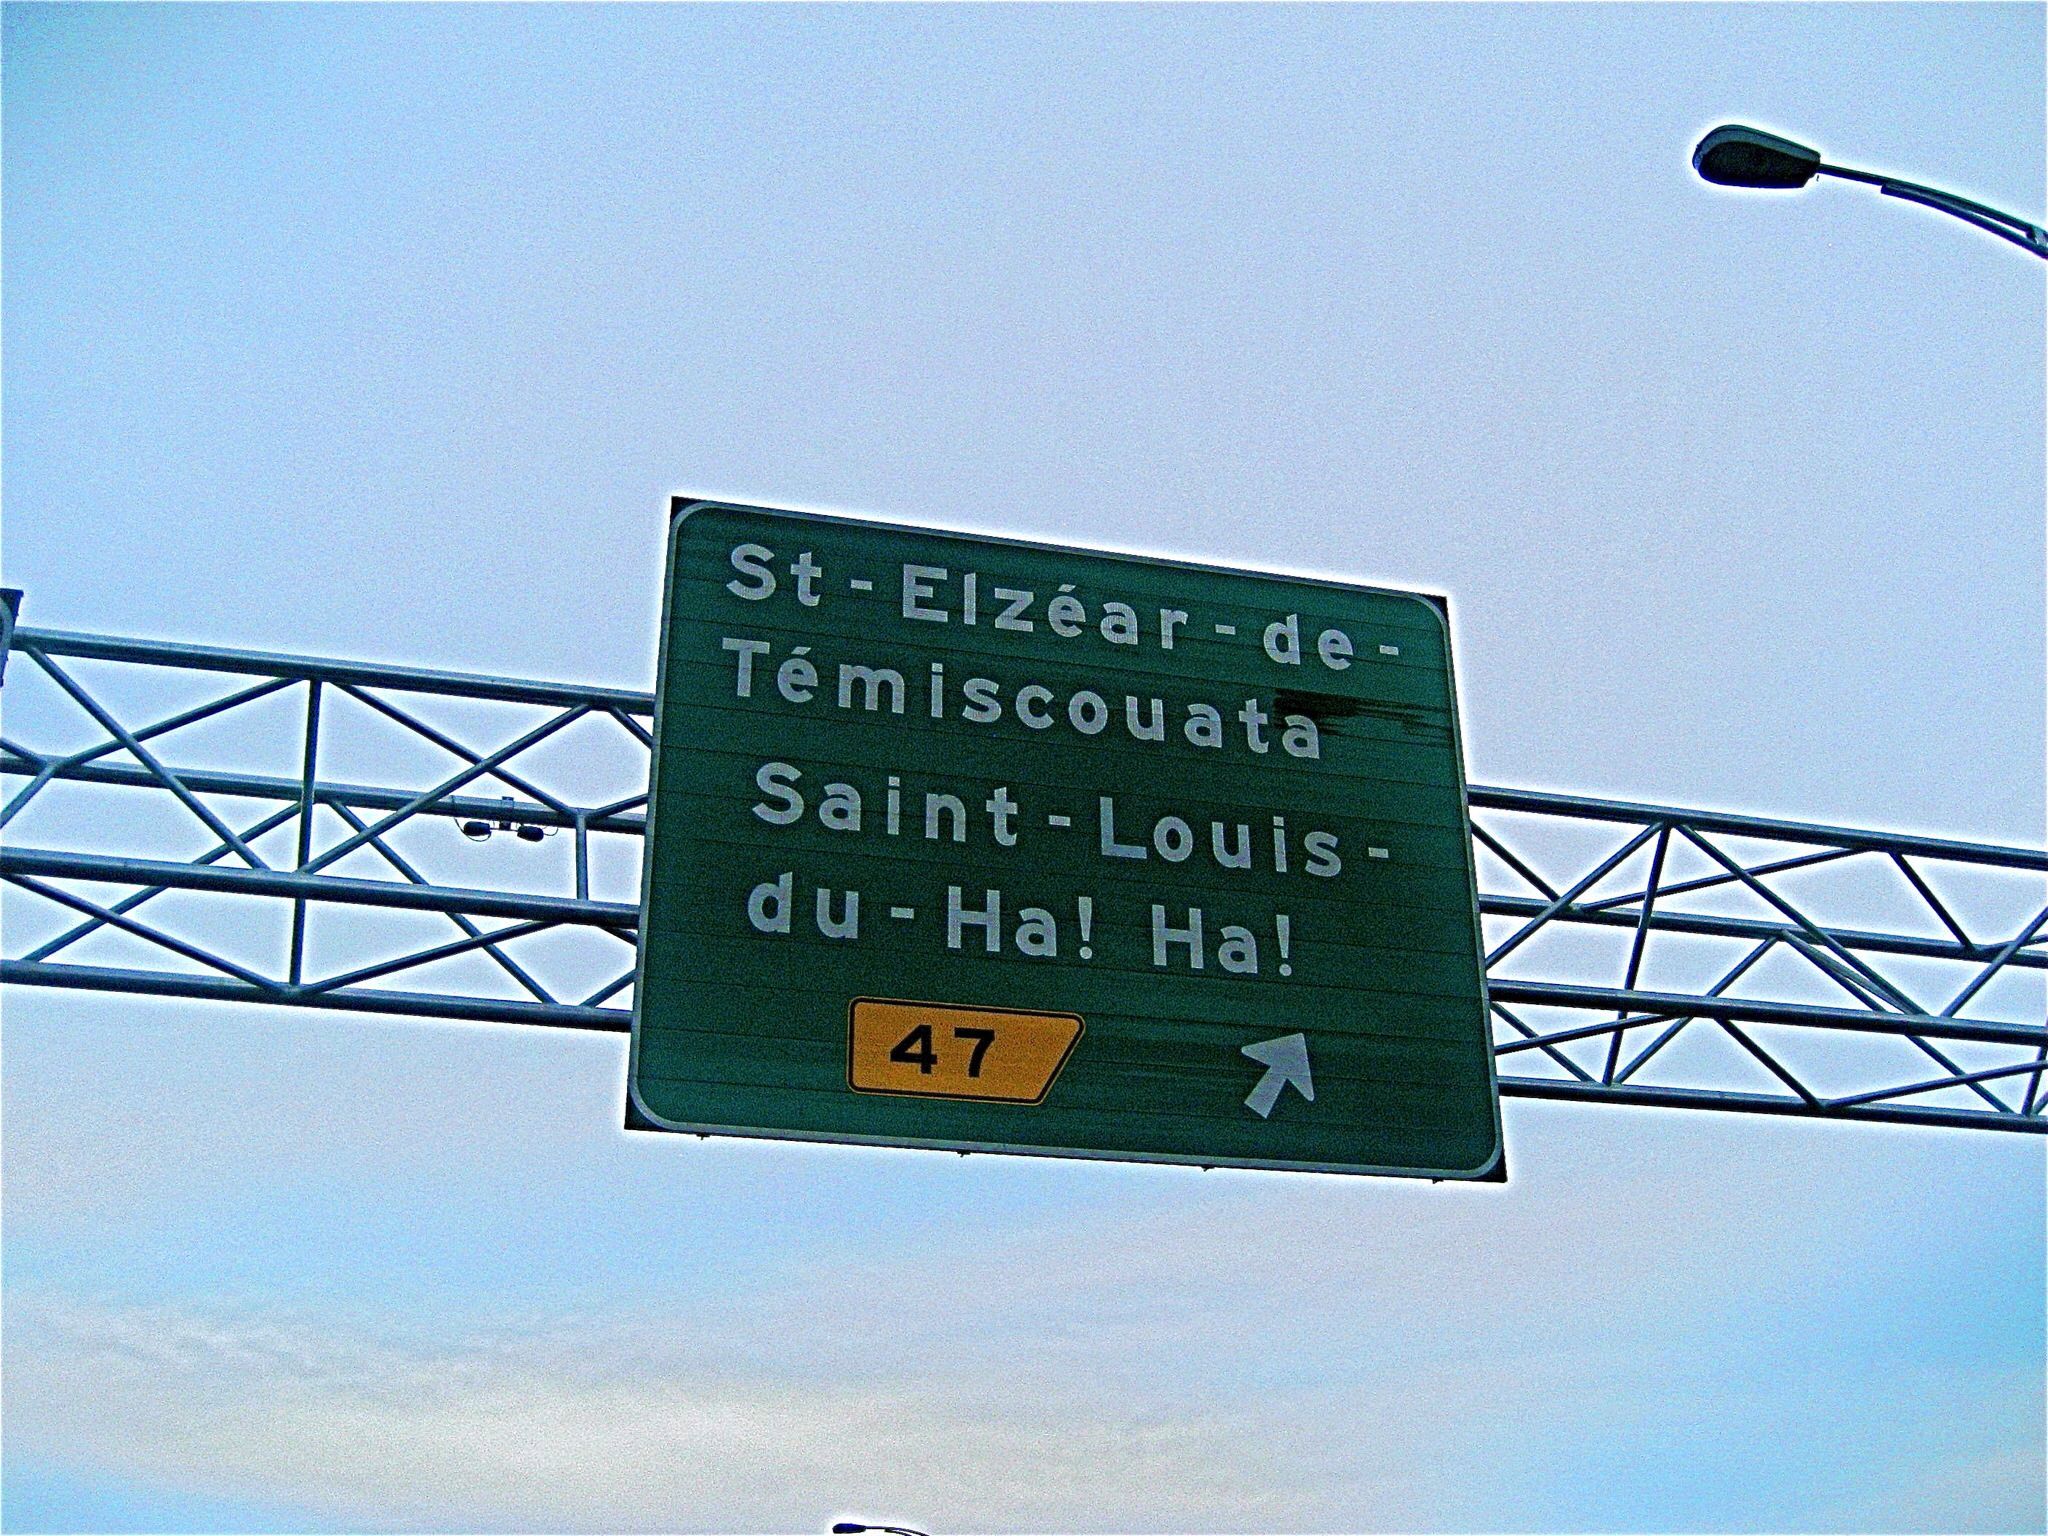 St-Elzéar-de-
Témiscouata
Saint-Louis-
du-Ha! Ha!
47